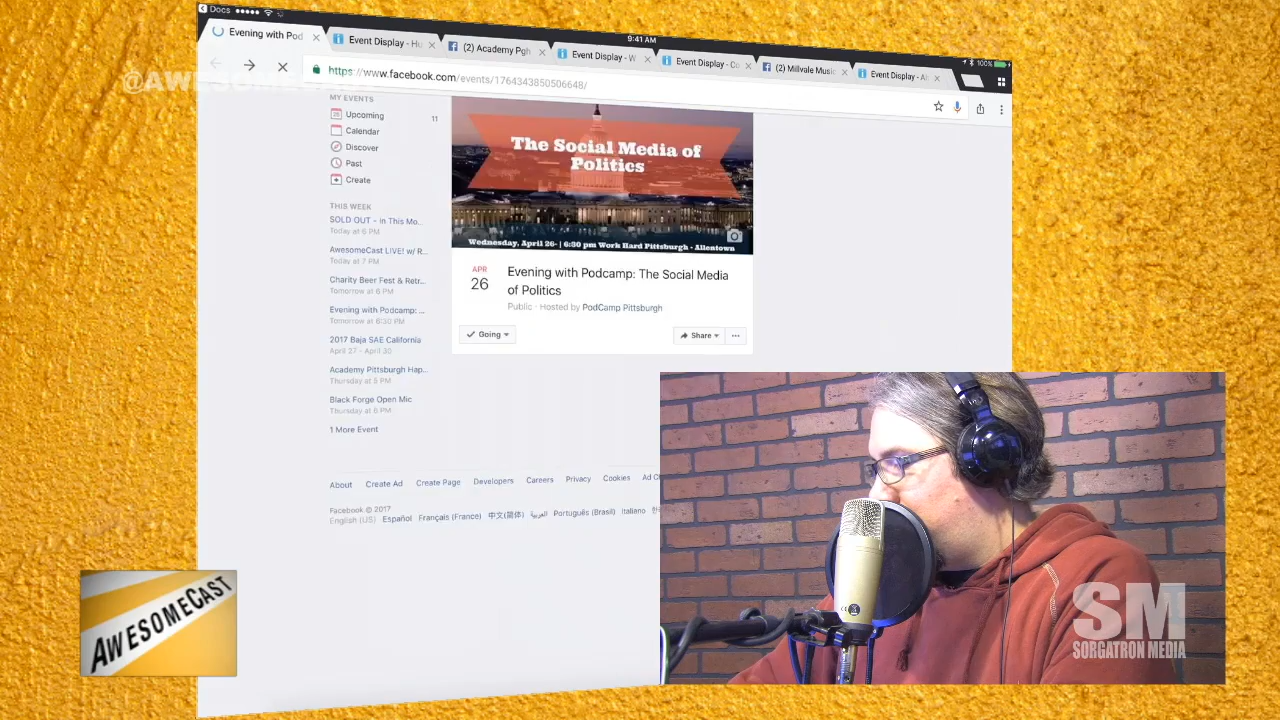 Docs
9:41 AM
100%
Evening with Pod
Event Display - Hu
(2) Academy Pgh
Event Display - W
Event Display - Co
(2) Millvale Music
Event Display - Al
https://www.facebook.com/events/1764343850506648/
@AWESOMECAST
MY EVENTS
Upcoming 11
Calendar
Discover
Past
Create
THIS WEEK
SOLD OUT - In This Mo...
Today at 6 PM
AwesomeCast LIVE! w/ R...
Today at 7 PM
Charity Beer Fest & Retr...
Tomorrow at 6 PM
Evening with Podcamp: ...
Tomorrow at 6:30 PM
2017 Baja SAE California
April 27 - April 30
Academy Pittsburgh Hap...
Thursday at 5 PM
Black Forge Open Mic
Thursday at 6 PM
1 More Event
The Social Media of
Politics
Wednesday, April 26- | 6:30 pm Work Hard Pittsburgh - Allentown
APR
26
Evening with Podcamp: The Social Media
of Politics
Public · Hosted by PodCamp Pittsburgh
Going
Share
About Create Ad Create Page Developers Careers Privacy Cookies Ad C
Facebook © 2017
English (US) Español Français (France) 中文(简体) العربية Português (Brasil) Italiano
AWESOMECAST
SM
SORGATRON MEDIA